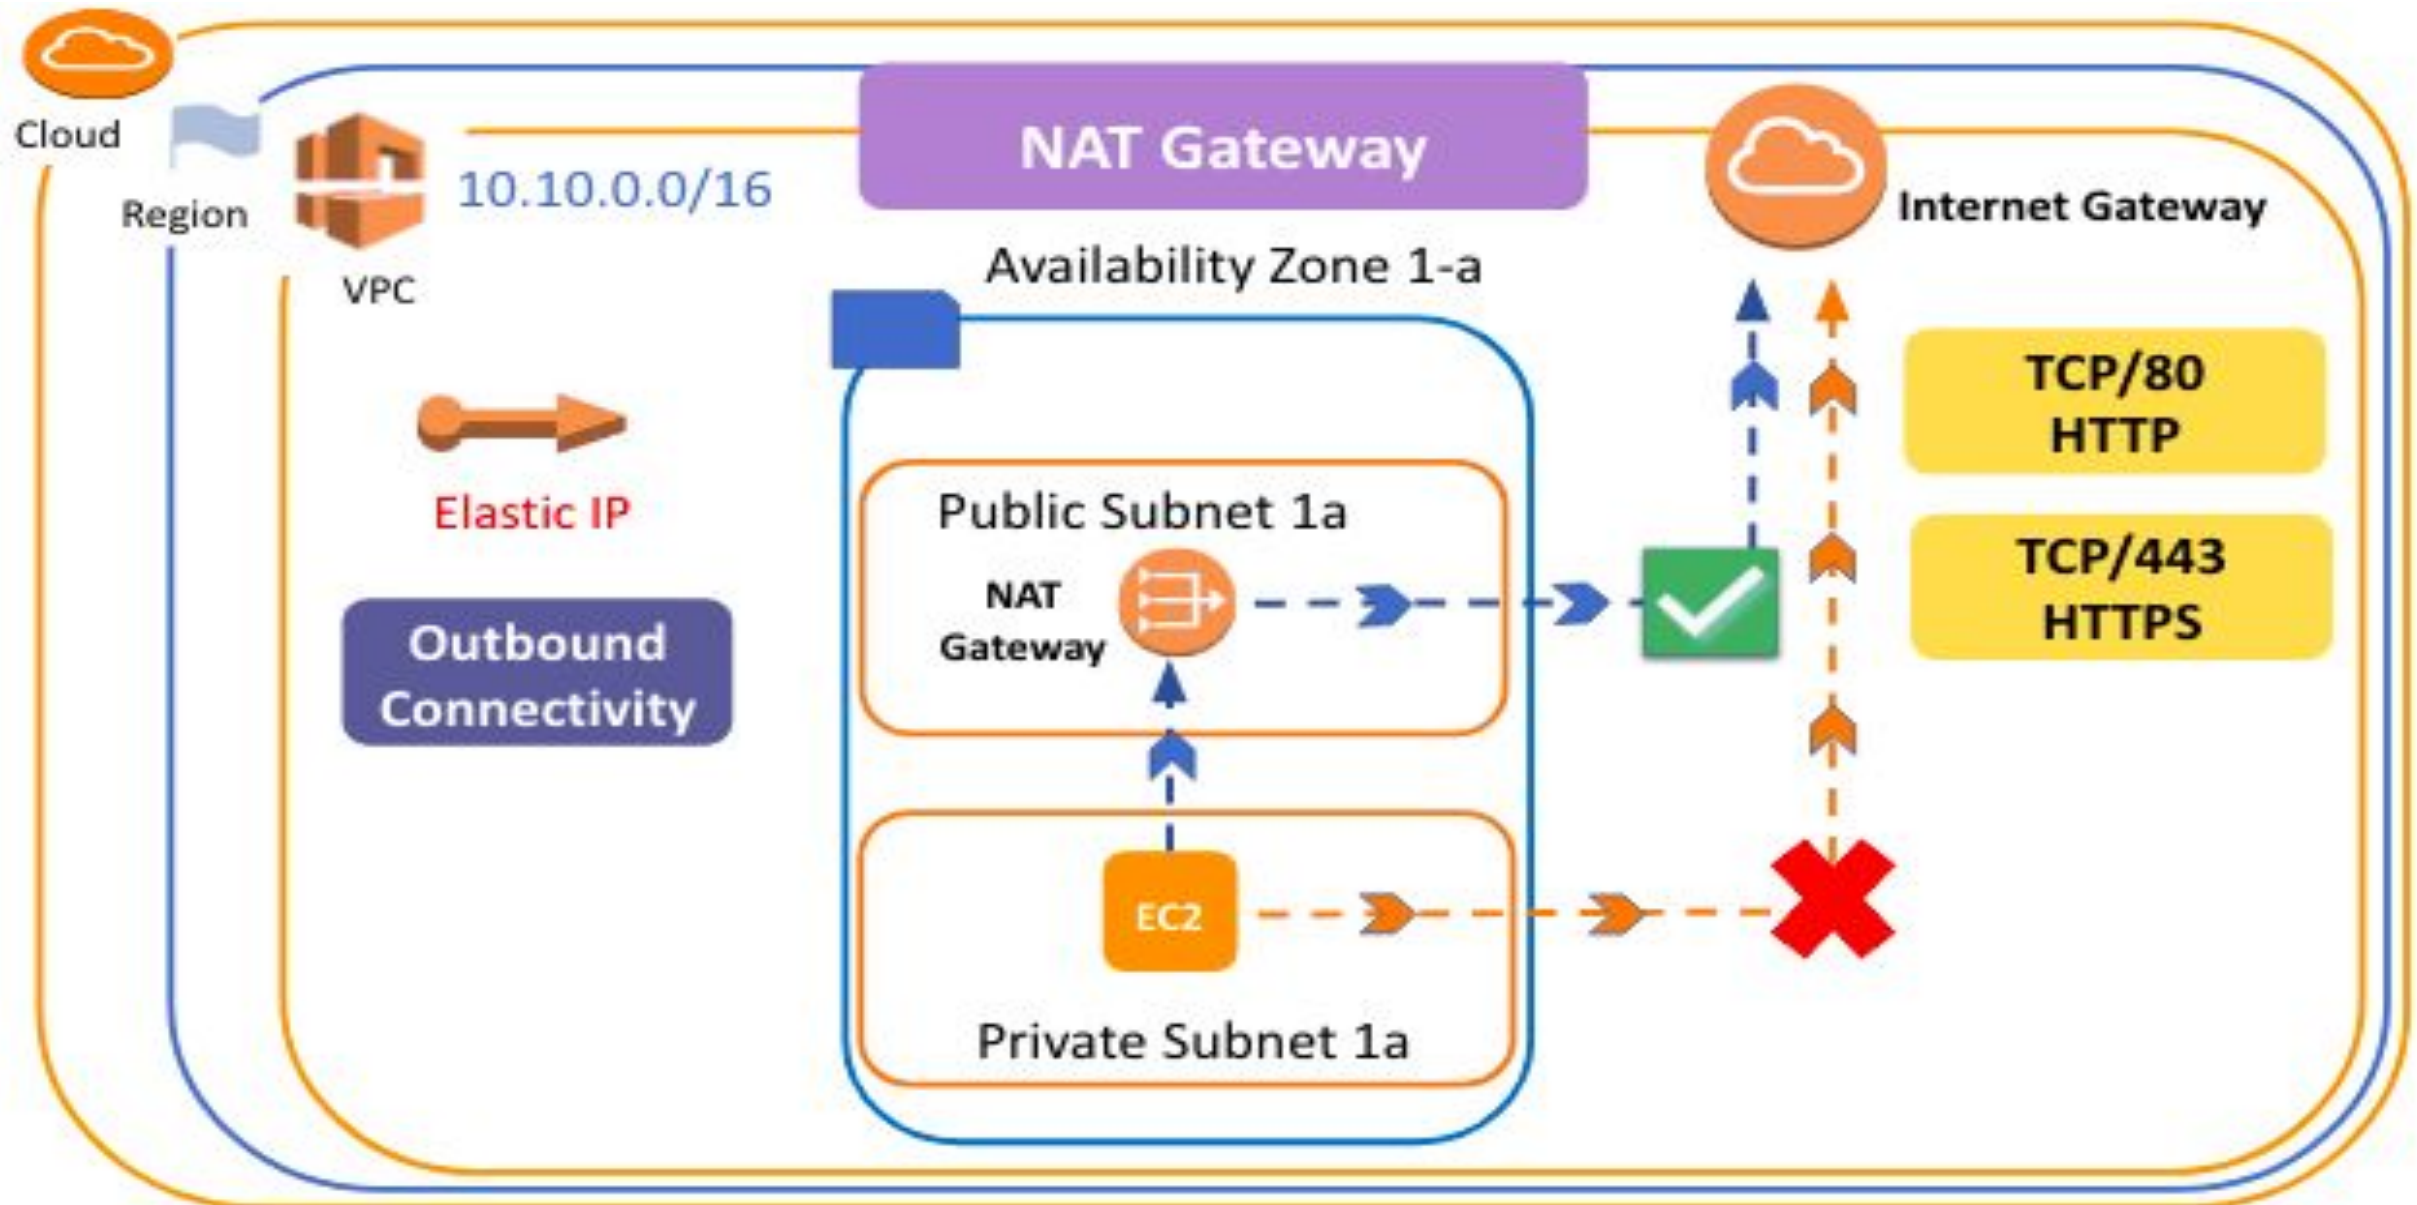 Cloud
Region
VPC
10.10.0.0/16
NAT Gateway
Internet Gateway
Availability Zone 1-a
Elastic IP
Outbound
Connectivity
Public Subnet 1a
NAT
Gateway
TCP/80
HTTP
TCP/443
HTTPS
EC2
Private Subnet 1a